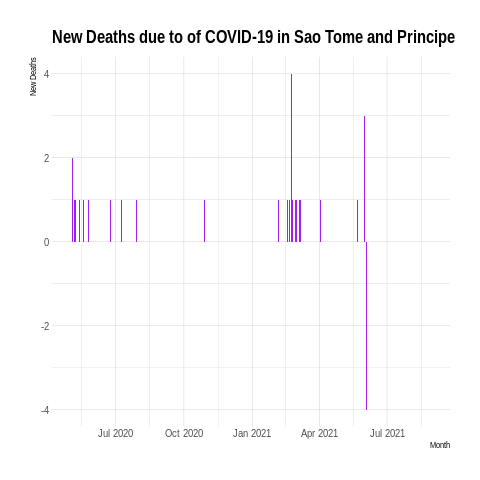 New Deaths due to of COVID-19 in Sao Tome and Principe
New Deaths
4
2
0
-2
-4
Jul 2020 Oct 2020 Jan 2021 Apr 2021 Jul 2021
Month